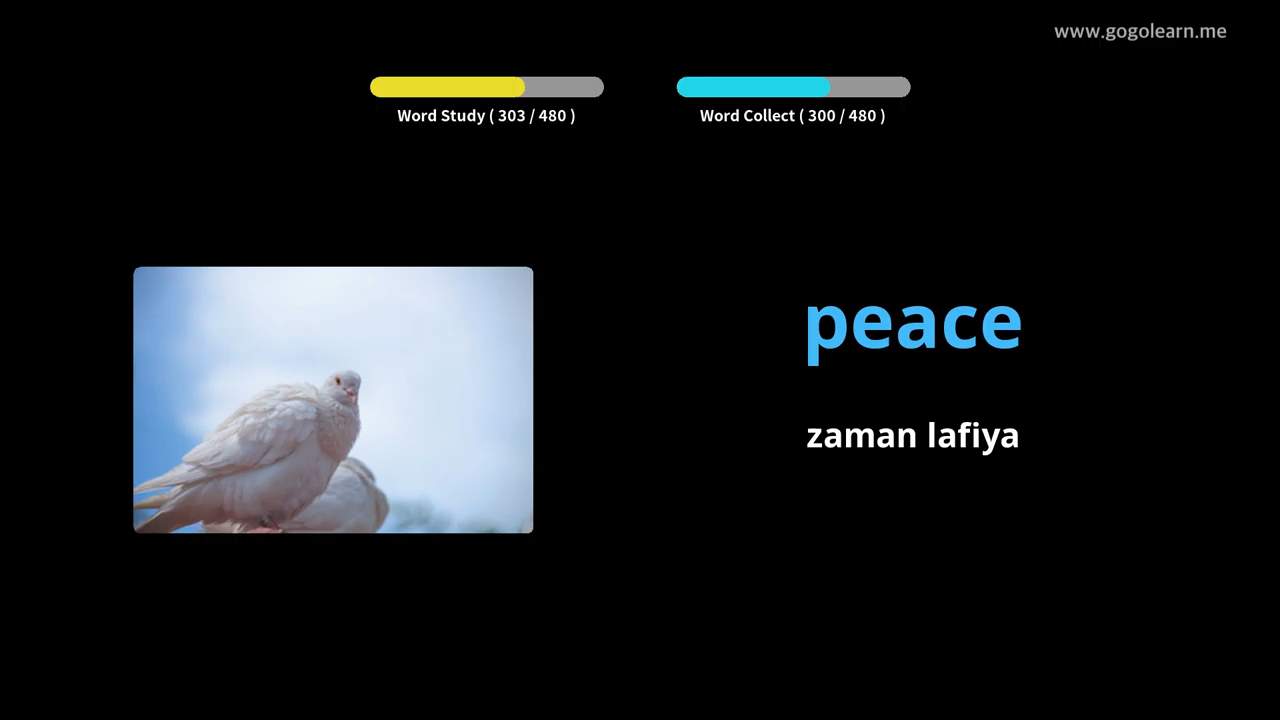 www.gogolearn.me
Word Study ( 303 / 480 )
Word Collect ( 300 / 480 )
peace
zaman lafiya